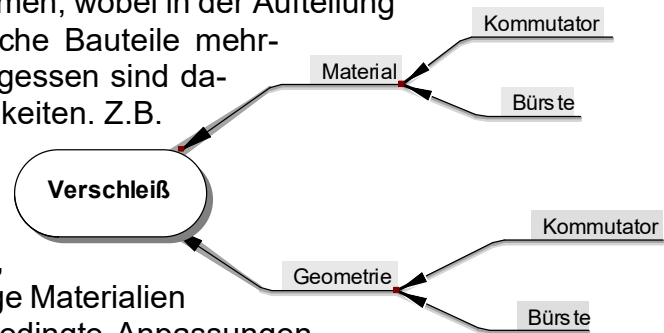 men, wobei in der Aufteilung
che Bauteile mehr-
gessen sind da-
keiten. Z.B.
Kommutator
Material
Bürste
Verschleiß
Kommutator
Geometrie
Bürste
ge Materialien
edingte Anpassungen